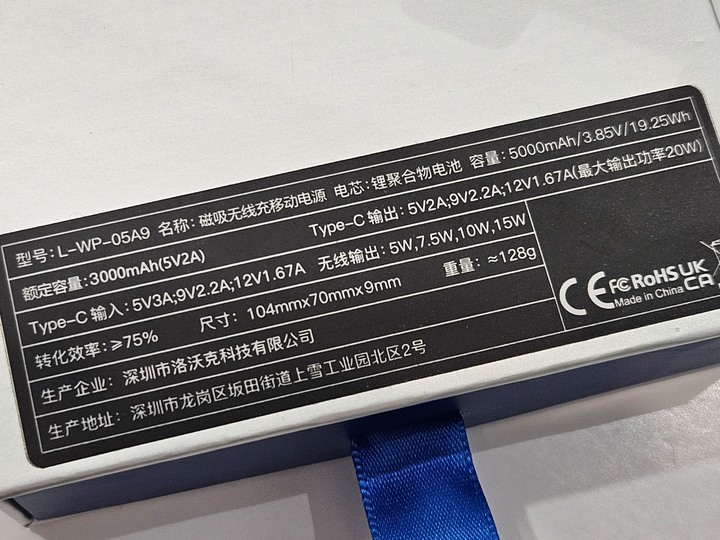 型号: L-WP-05A9 名称: 磁吸无线充移动电源 电芯: 锂聚合物电池 容量: 5000mAh/3.85V/19.25Wh
额定容量: 3000mAh(5V2A) Type-C 输出: 5V2A;9V2.2A;12V1.67A(最大输出功率20W)
Type-C 输入: 5V3A;9V2.2A;12V1.67A 无线输出: 5W,7.5W,10W,15W
转化效率: ≥75% 尺寸: 104mmx70mmx9mm 重量: ≈128g
生产企业: 深圳市洛沃克科技有限公司
生产地址: 深圳市龙岗区坂田街道上雪工业园北区2号
CE FC RoHS UK CA
Made in China